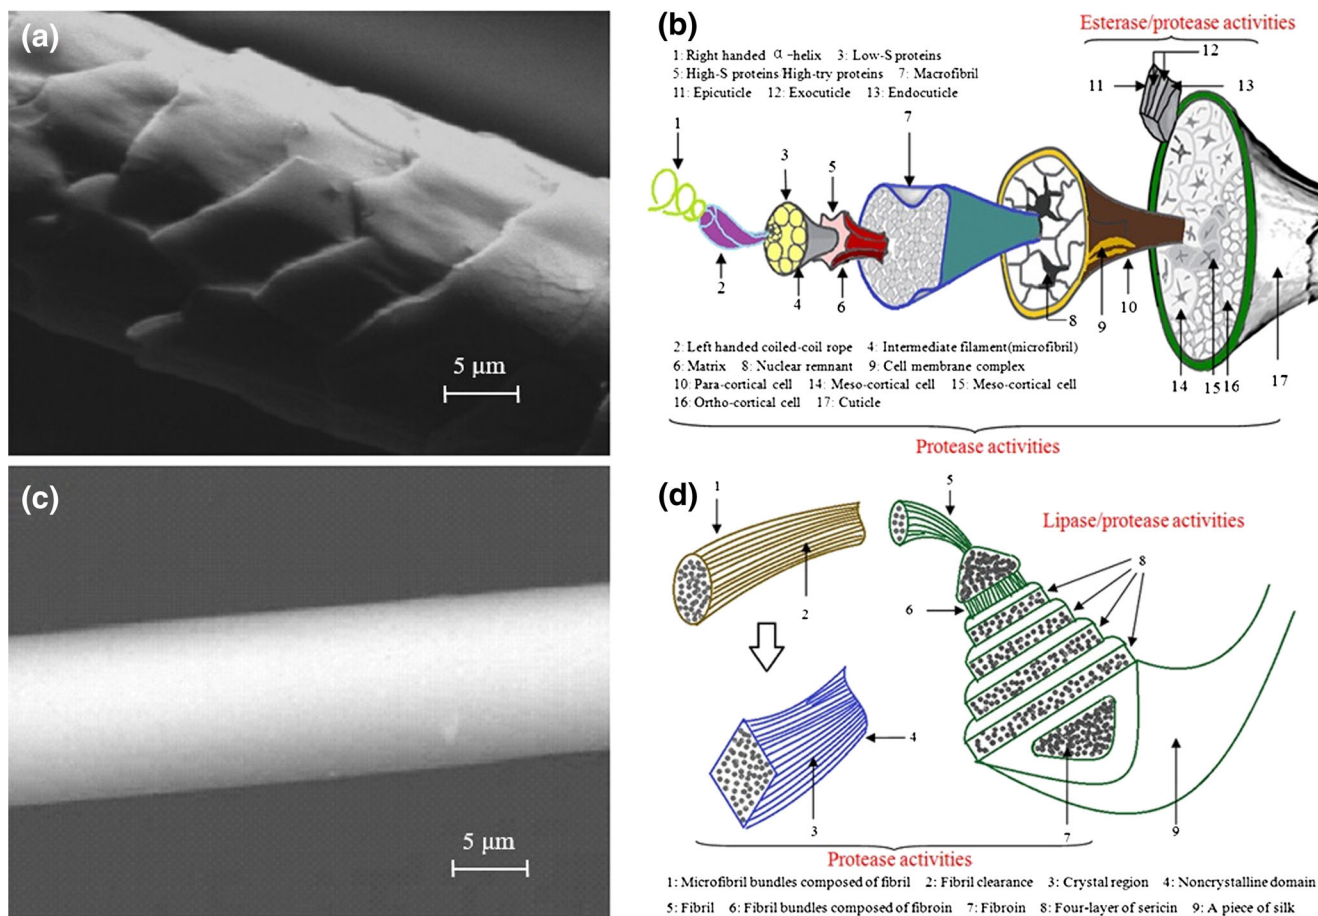 (a)
5 μm
(b)
Esterase/protease activities
1: Right handed α-helix 3: Low-S proteins
5: High-S proteins/High-try proteins 7: Macrofibril
11: Epicuticle 12: Exocuticle 13: Endocuticle
12
11
13
1
7
3
5
2
4
6
8
9
10
14
15
16
17
2: Left handed coiled-coil rope 4: Intermediate filament(microfibril)
6: Matrix 8: Nuclear remnant 9: Cell membrane complex
10: Para-cortical cell 14: Meso-cortical cell 15: Meso-cortical cell
16: Ortho-cortical cell 17: Cuticle
Protease activities
(c)
5 μm
(d)
1
5
Lipase/protease activities
8
2
6
4
3
7
9
Protease activities
1: Microfibril bundles composed of fibril 2: Fibril clearance 3: Crystal region 4: Noncrystalline domain
5: Fibril 6: Fibril bundles composed of fibroin 7: Fibroin 8: Four-layer of sericin 9: A piece of silk